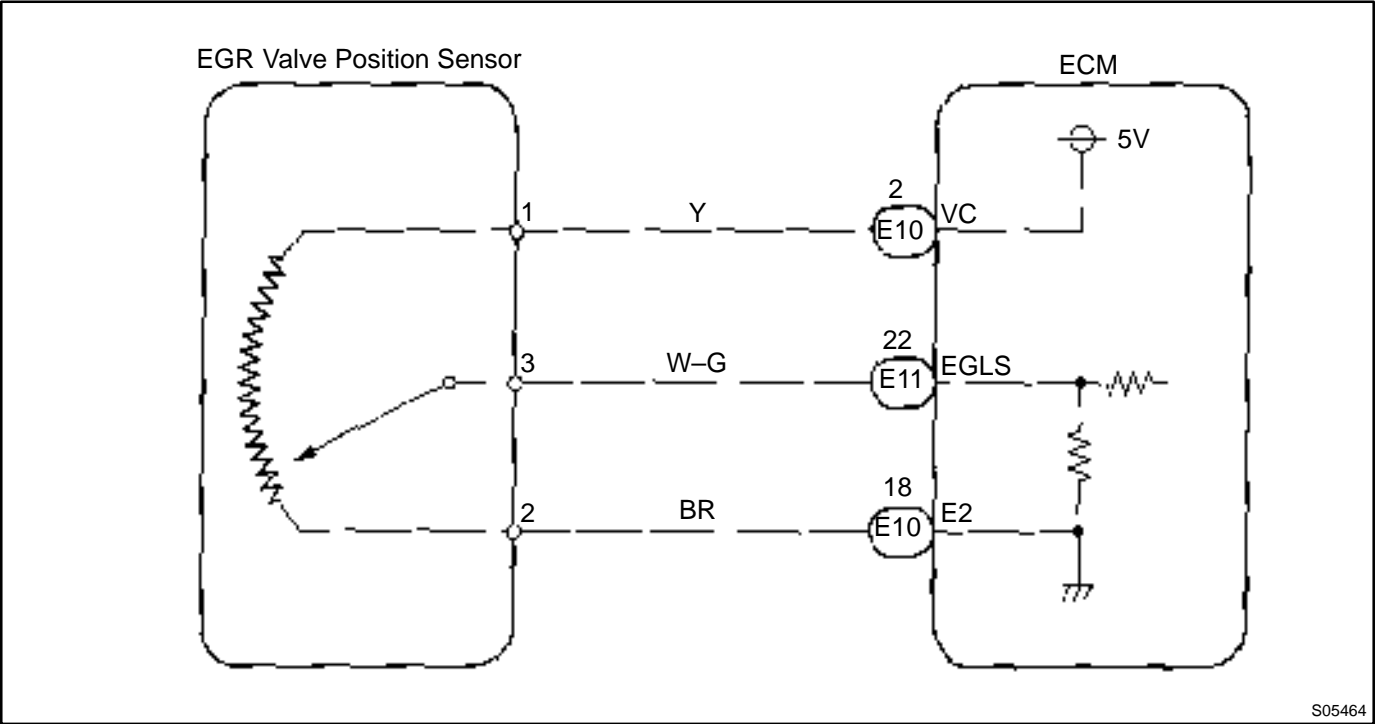 EGR Valve Position Sensor
ECM
5V
1
Y
2
E10
VC
3
W–G
22
E11
EGLS
2
BR
18
E10
E2
S05464